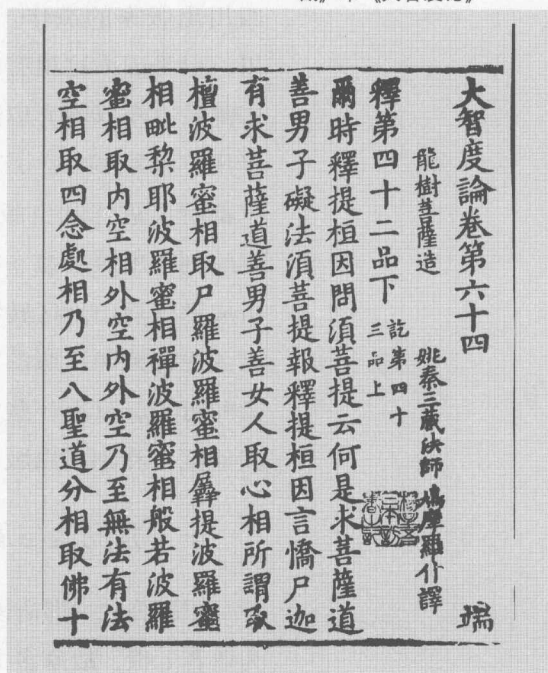 大智度論卷第六十四 端
龍樹菩薩造 姚秦三藏法師鳩摩羅什譯
釋第四十二品下 訖第四十三品上
爾時釋提桓因問須菩提云何是求菩薩道
善男子礙法須菩提報釋提桓因言憍尸迦
有求菩薩道善男子善女人取心相所謂取
檀波羅蜜相取尸羅波羅蜜相羼提波羅蜜
相毗梨耶波羅蜜相禪波羅蜜相般若波羅
蜜相取內空相外空內外空乃至無法有法
空相取四念處相乃至八聖道分相取佛十